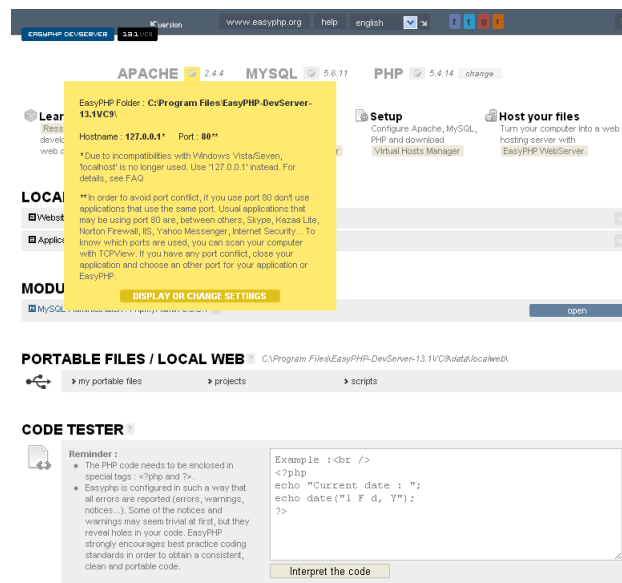 version www.easyphp.org help english f t g r
EASYPHP DEVSERVER 13.1 VC9
APACHE 2.4.4 MYSQL 5.6.11 PHP 5.4.14 change
EasyPHP Folder : C:\Program Files\EasyPHP-DevServer-
13.1VC9\
Hostname : 127.0.0.1* Port : 80**
*Due to incompatibilities with Windows Vista/Seven,
'localhost' is no longer used. Use '127.0.0.1' instead. For
details, see FAQ
**In order to avoid port conflict, if you use port 80 don't use
applications that use the same port. Usual applications that
may be using port 80 are, between others, Skype, Kazaa Lite,
Norton Firewall, IIS, Yahoo Messenger, Internet Security... To
know which ports are used, you can scan your computer
with TCPView. If you have any port conflict, close your
application and choose an other port for your application or
EasyPHP.
DISPLAY OR CHANGE SETTINGS
Lear
Ress
develo
web c
r
Setup
Configure Apache, MySQL,
PHP and download
Virtual Hosts Manager
Host your files
Turn your computer into a web
hosting server with
EasyPHP WebServer
LOCA
Websit
Applica
MODU
MySQL open
PORTABLE FILES / LOCAL WEB ? C:\Program Files\EasyPHP-DevServer-13.1VC9\data\localweb\
my portable files projects scripts
CODE TESTER ?
Reminder :
The PHP code needs to be enclosed in
special tags : <?php and ?>.
Easyphp is configured in such a way that
all errors are reported (errors, warnings,
notices...). Some of the notices and
warnings may seem trivial at first, but they
reveal holes in your code. EasyPHP
strongly encourages best practice coding
standards in order to obtain a consistent,
clean and portable code.
Example :<br />
<?php
echo "Current date : ";
echo date("l F d, Y");
?>
Interpret the code